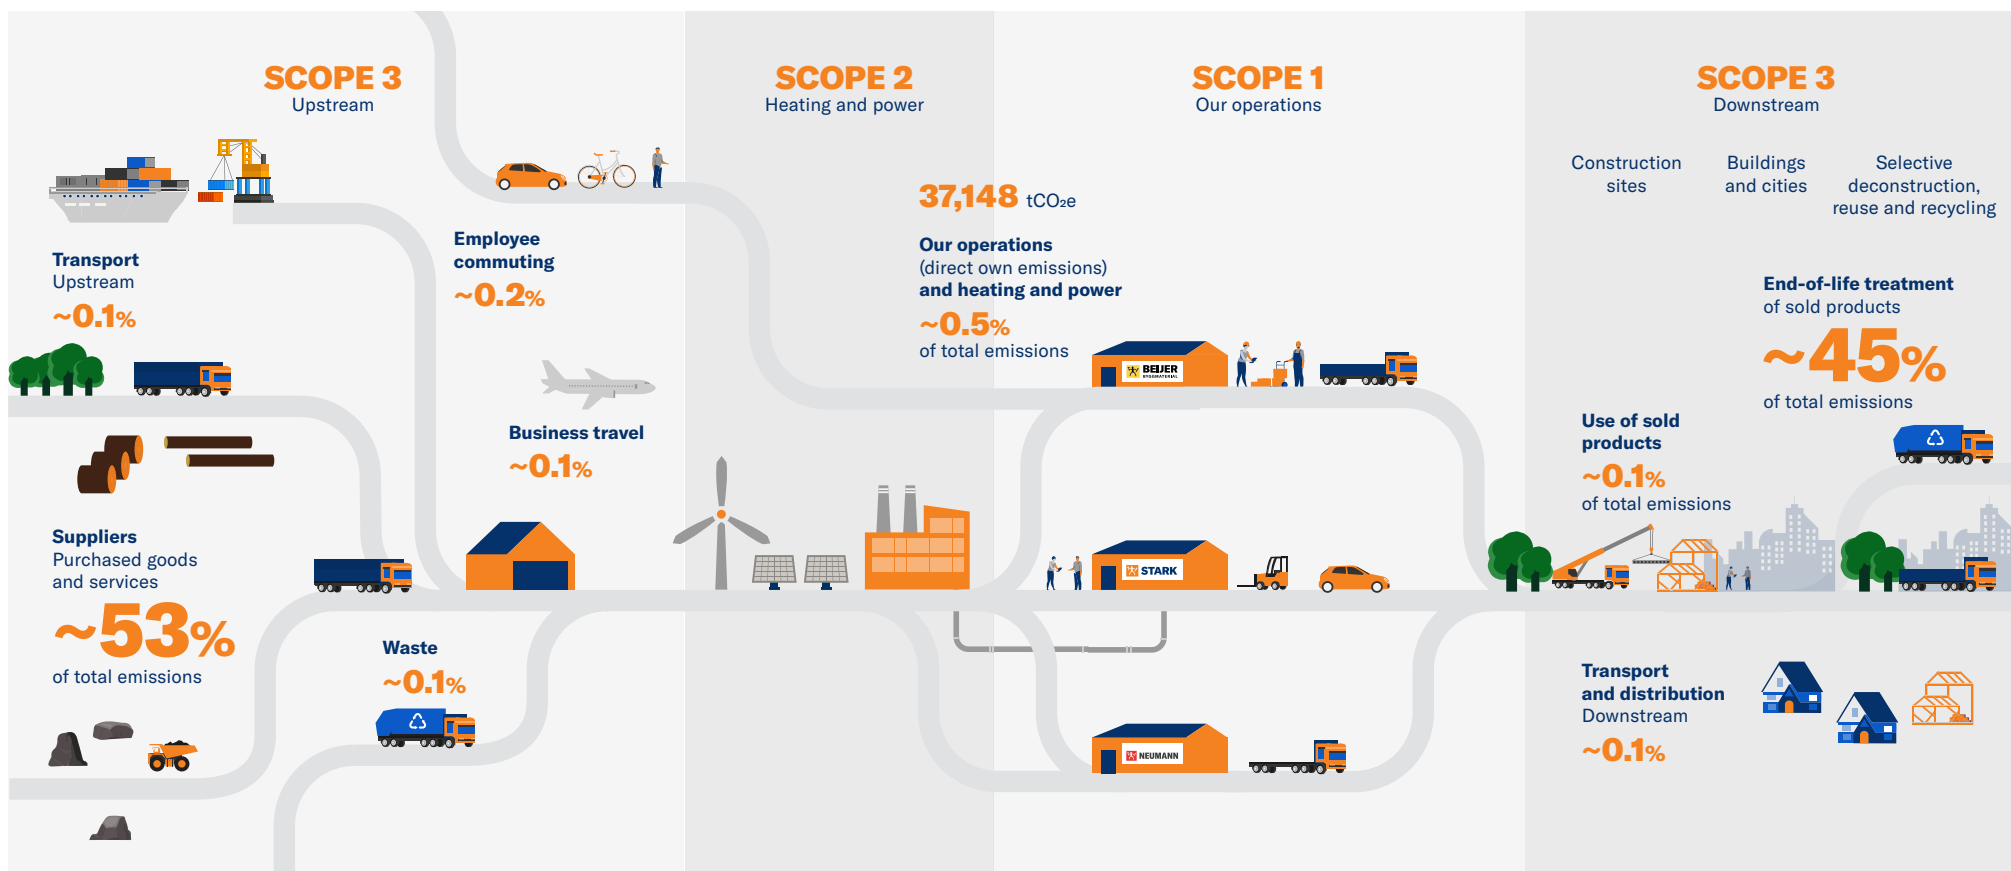 SCOPE 3
Upstream
Transport
Upstream
~0.1%
Suppliers
Purchased goods
and services
~53%
of total emissions
Employee
commuting
~0.2%
Business travel
~0.1%
Waste
~0.1%
SCOPE 2
Heating and power
SCOPE 1
Our operations
37,148 tCO₂e
Our operations
(direct own emissions)
and heating and power
~0.5%
of total emissions
BEIJER
BYGGMATERIAL
STARK
NEUMANN
SCOPE 3
Downstream
Construction
sites
Buildings
and cities
Selective
deconstruction,
reuse and recycling
End-of-life treatment
of sold products
~45%
of total emissions
Use of sold
products
~0.1%
of total emissions
Transport
and distribution
Downstream
~0.1%